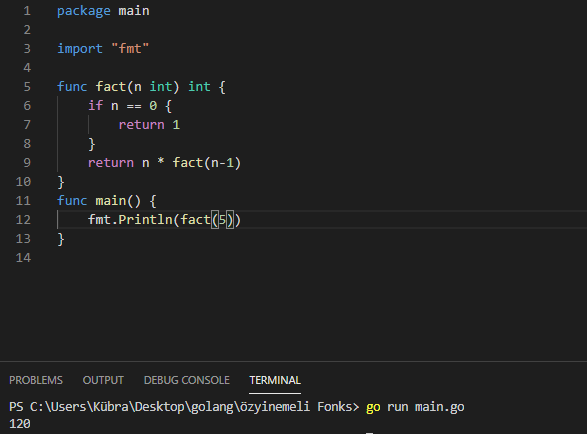 1 package main
2
3 import "fmt"
4
5 func fact(n int) int {
6 if n == 0 {
7 return 1
8 }
9 return n * fact(n-1)
10 }
11 func main() {
12 fmt.Println(fact(5))
13 }
14
PROBLEMS OUTPUT DEBUG CONSOLE TERMINAL
PS C:\Users\Kübra\Desktop\golang\özyinemeli Fonks> go run main.go
120